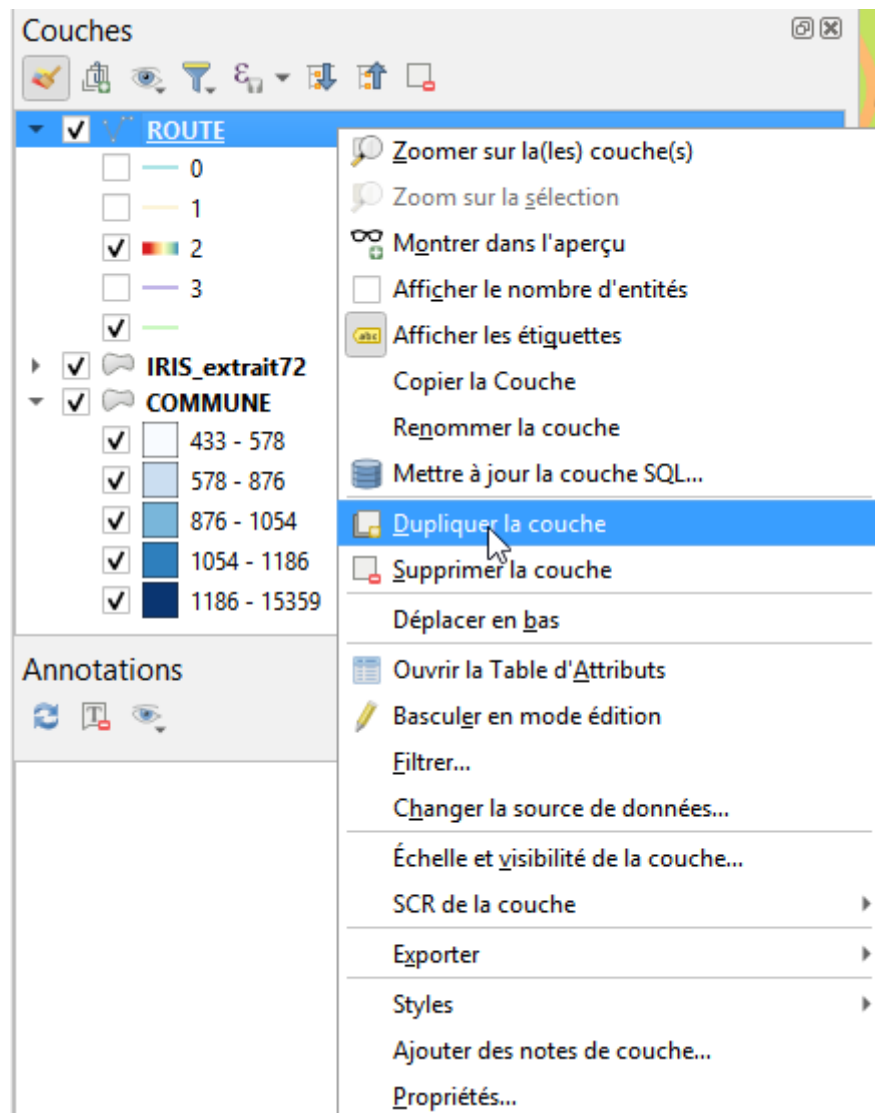 Couches
ROUTE
0
1
2
3
IRIS_extrait72
COMMUNE
433 - 578
578 - 876
876 - 1054
1054 - 1186
1186 - 15359
Annotations
Zoomer sur la(les) couche(s)
Zoom sur la sélection
Montrer dans l'aperçu
Afficher le nombre d'entités
abc Afficher les étiquettes
Copier la Couche
Renommer la couche
Mettre à jour la couche SQL...
Dupliquer la couche
Supprimer la couche
Déplacer en bas
Ouvrir la Table d'Attributs
Basculer en mode édition
Filtrer...
Changer la source de données...
Échelle et visibilité de la couche...
SCR de la couche
Exporter
Styles
Ajouter des notes de couche...
Propriétés...